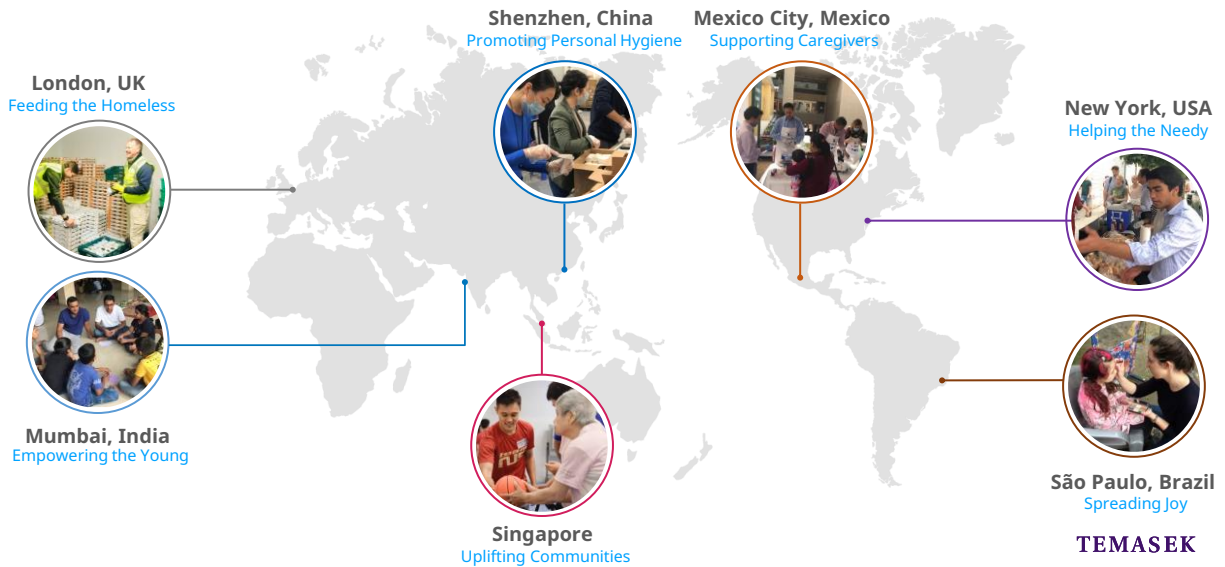 Shenzhen, China
Promoting Personal Hygiene
Mexico City, Mexico
Supporting Caregivers
London, UK
Feeding the Homeless
New York, USA
Helping the Needy
Mumbai, India
Empowering the Young
São Paulo, Brazil
Spreading Joy
Singapore
Uplifting Communities
TEMASEK